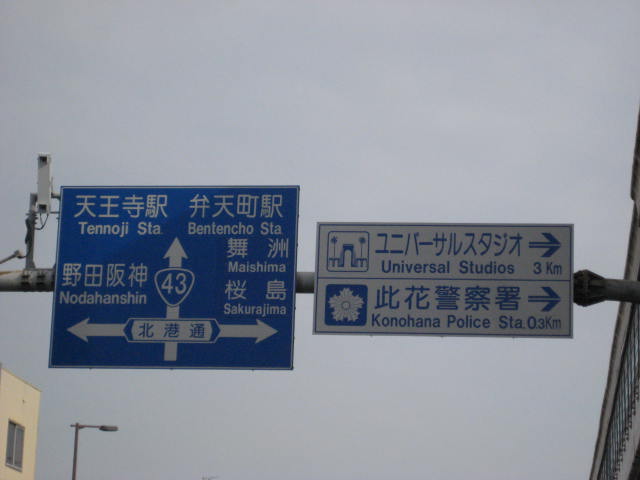 天王寺駅 弁天町駅
Tennoji Sta. Bentencho Sta.
舞洲
Maishima
野田阪神
Nodahanshin
43
桜島
Sakurajima
北港通
ユニバーサルスタジオ
Universal Studios 3Km
此花警察署
Konohana Police Sta. 0.3Km